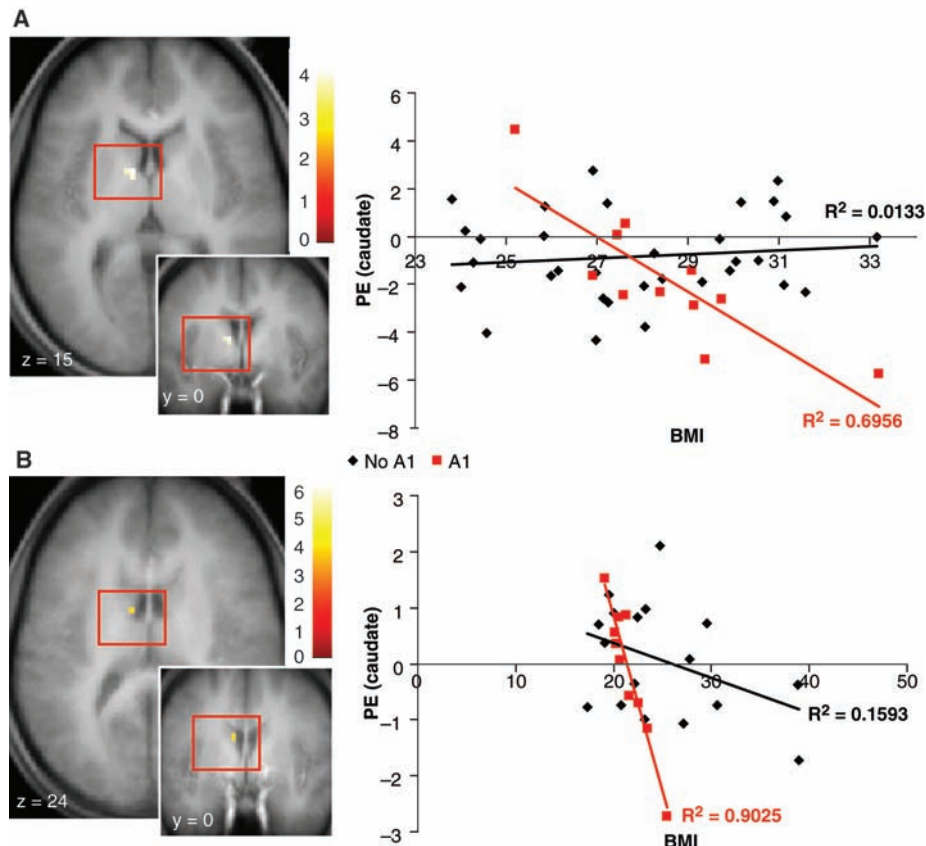 A
4
3
2
1
0
z = 15
y = 0
6
4
2
0
−2
−4
−6
−8
PE (caudate)
23 25 27 29 31 33
R² = 0.0133
R² = 0.6956
BMI
◆ No A1 ■ A1
B
6
5
4
3
2
1
0
z = 24
y = 0
3
2
1
0
−1
−2
−3
PE (caudate)
0 10 20 30 40 50
R² = 0.1593
R² = 0.9025
BMI